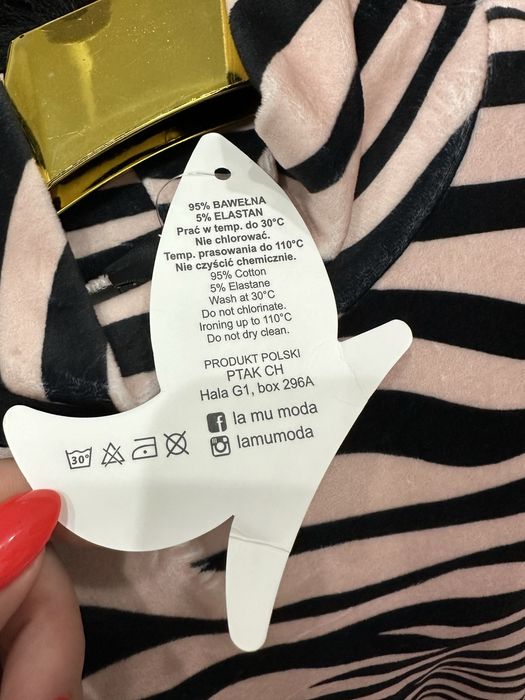 95% BAWEŁNA
5% ELASTAN
Prać w temp. do 30°C
Nie chlorować.
Temp. prasowania do 110°C
Nie czyścić chemicznie.
95% Cotton
5% Elastane
Wash at 30°C
Do not chlorinate.
Ironing up to 110°C
Do not dry clean.
PRODUKT POLSKI
PTAK CH
Hala G1, box 296A
la mu moda
lamumoda
30°